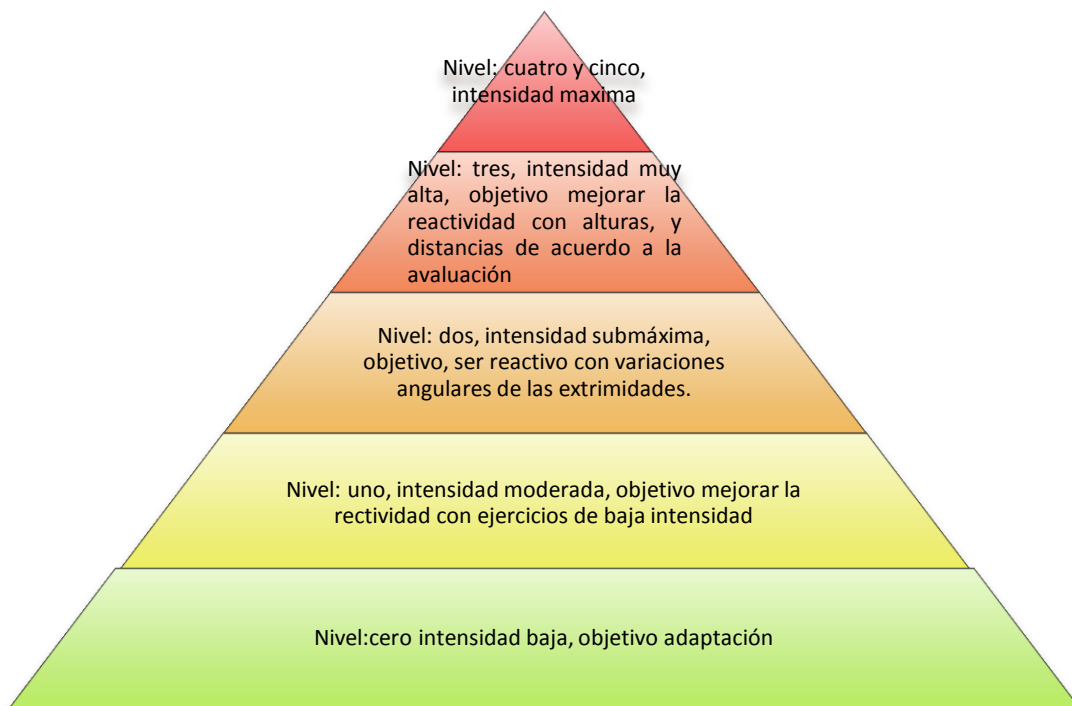 Nivel: cuatro y cinco,
intensidad maxima
Nivel: tres, intensidad muy
alta, objetivo mejorar la
reactividad con alturas, y
distancias de acuerdo a la
avaluación
Nivel: dos, intensidad submáxima,
objetivo, ser reactivo con variaciones
angulares de las extrimidades.
Nivel: uno, intensidad moderada, objetivo mejorar la
rectividad con ejercicios de baja intensidad
Nivel:cero intensidad baja, objetivo adaptación